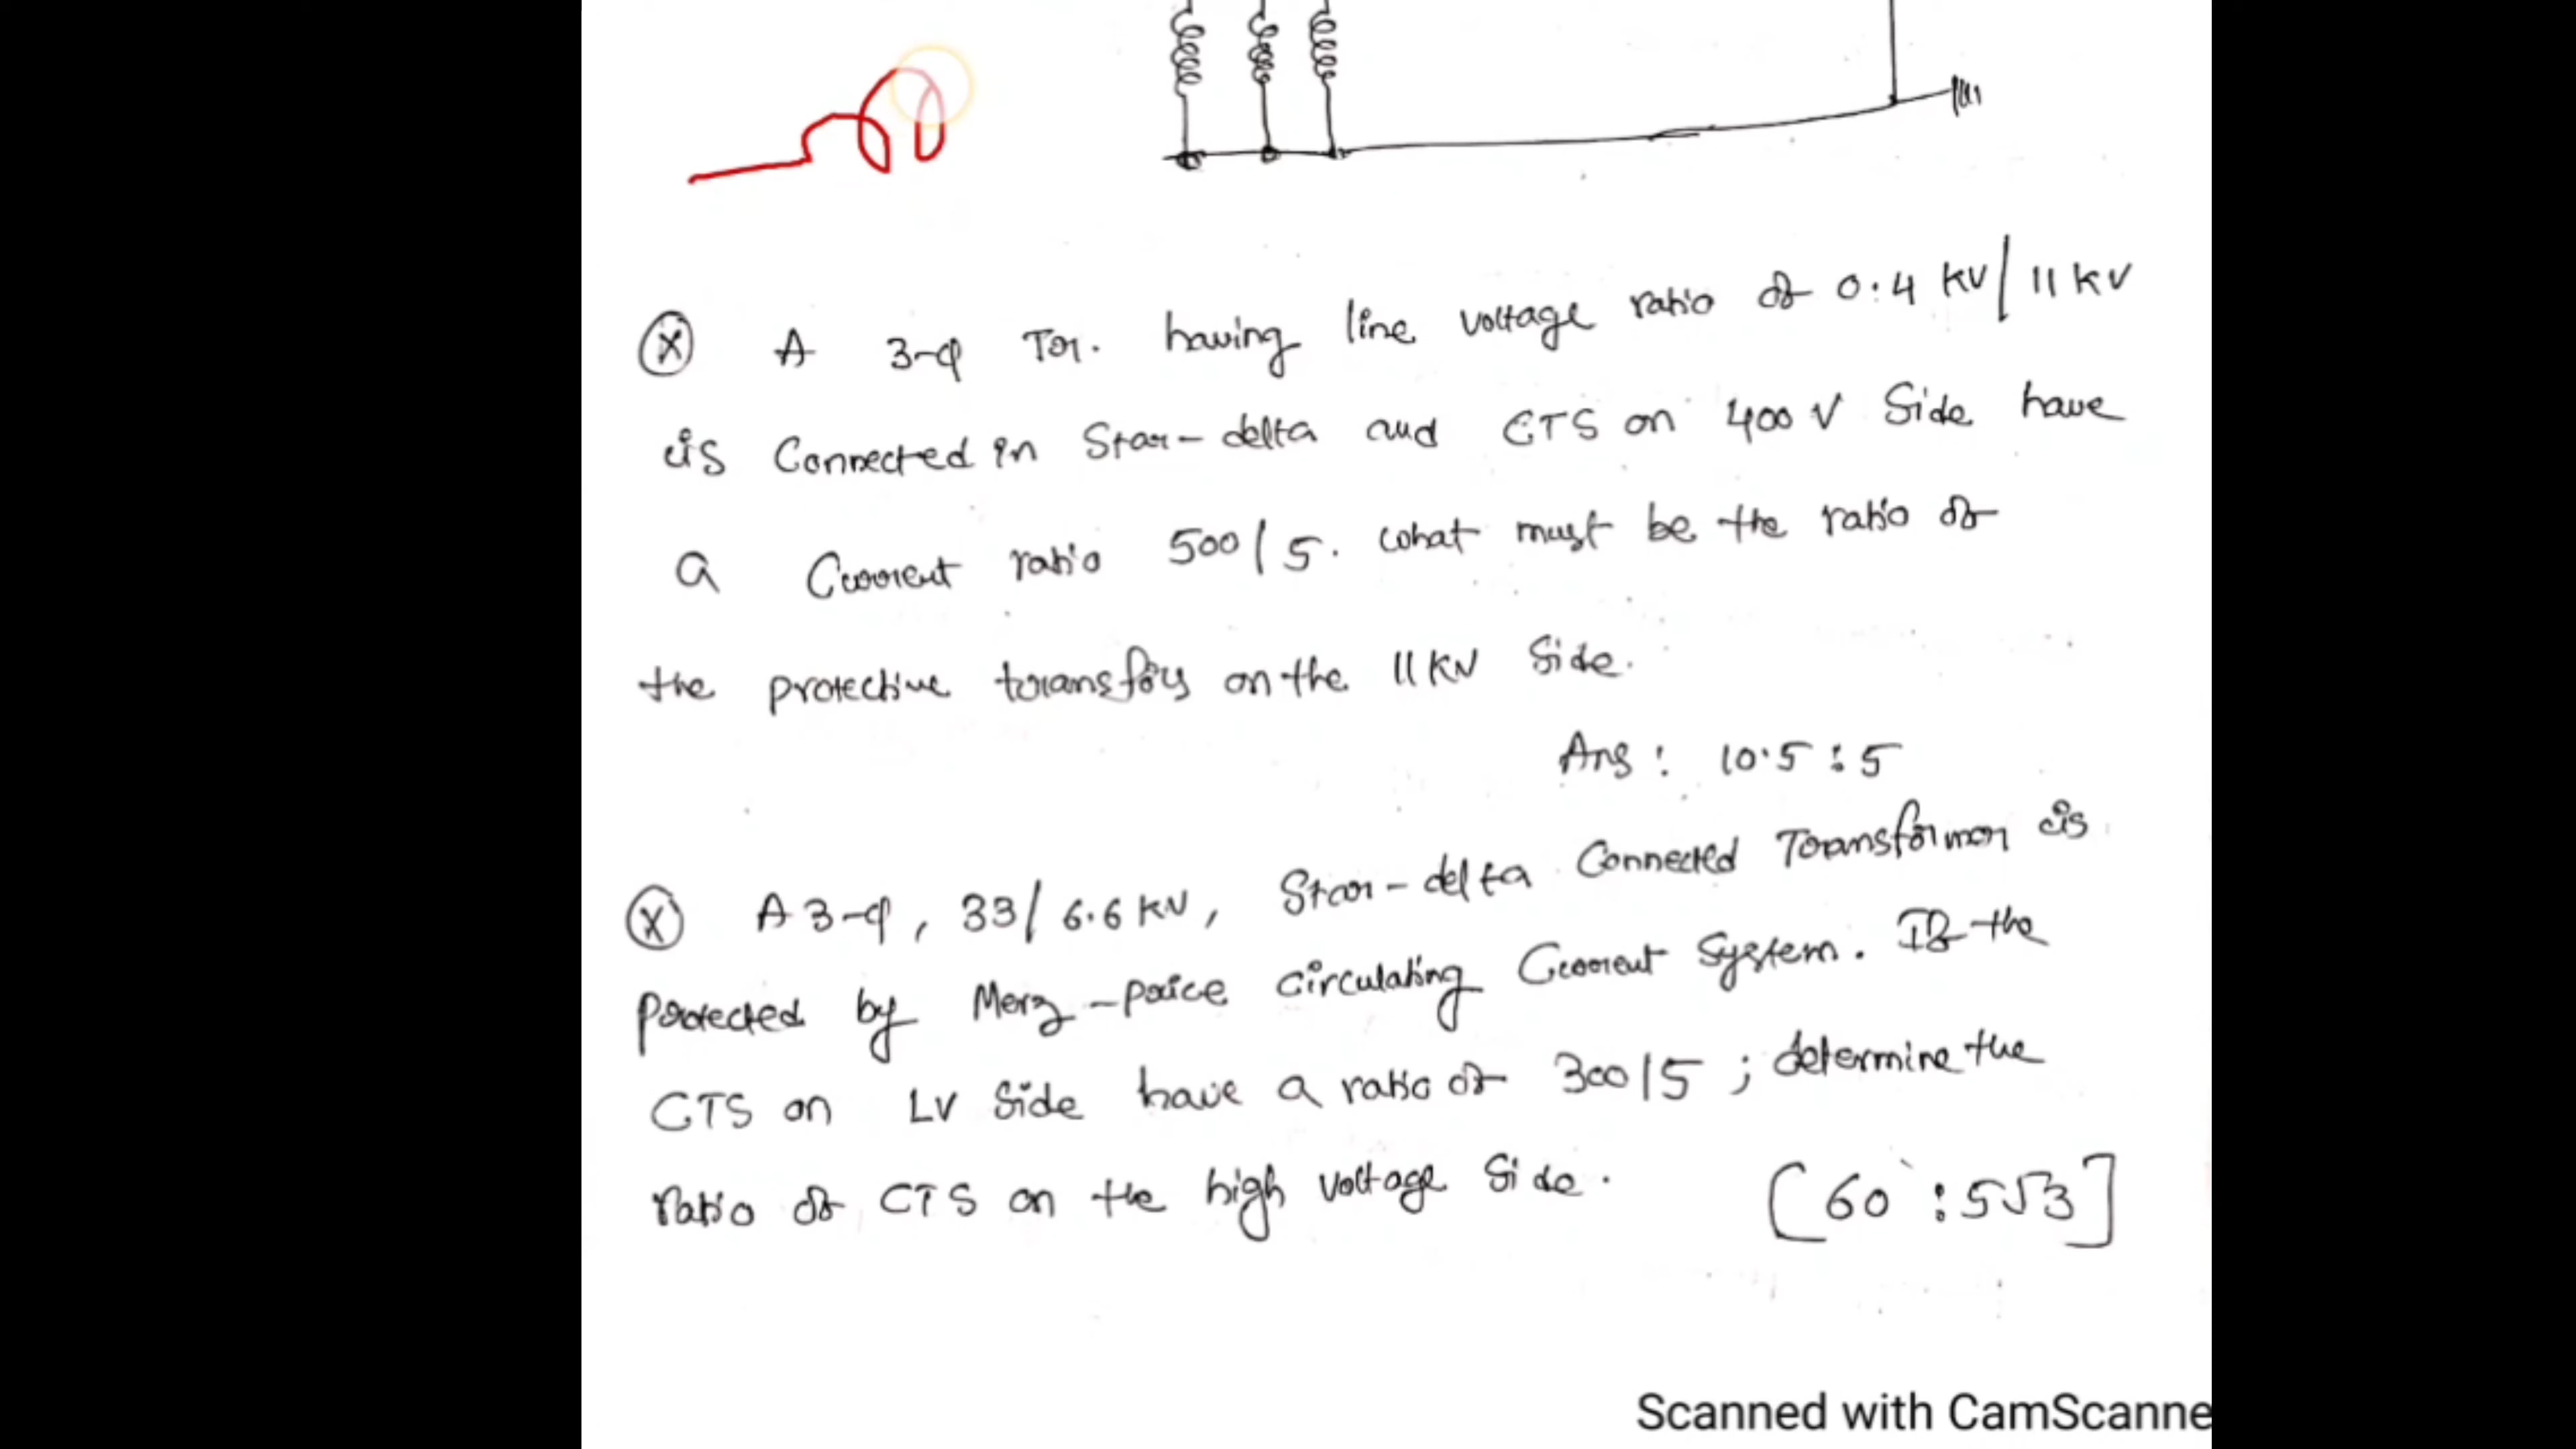 Ⓧ A 3-φ Tor. having line voltage ratio of 0.4 KV/11 KV
is Connected in Star-delta and CTS on 400 V Side have
a Current ratio 500/5. What must be the ratio of
the protective transfors on the 11 KV Side.
Ans: 10.5:5
Ⓧ A 3-φ, 33/6.6 KV, Star-delta Connected Transformer is
protected by Merz-price circulating Current System. If the
CTS on LV Side have a ratio of 300/5; determine the
ratio of CTS on the high voltage Side. [60:5√3]
Scanned with CamScanne